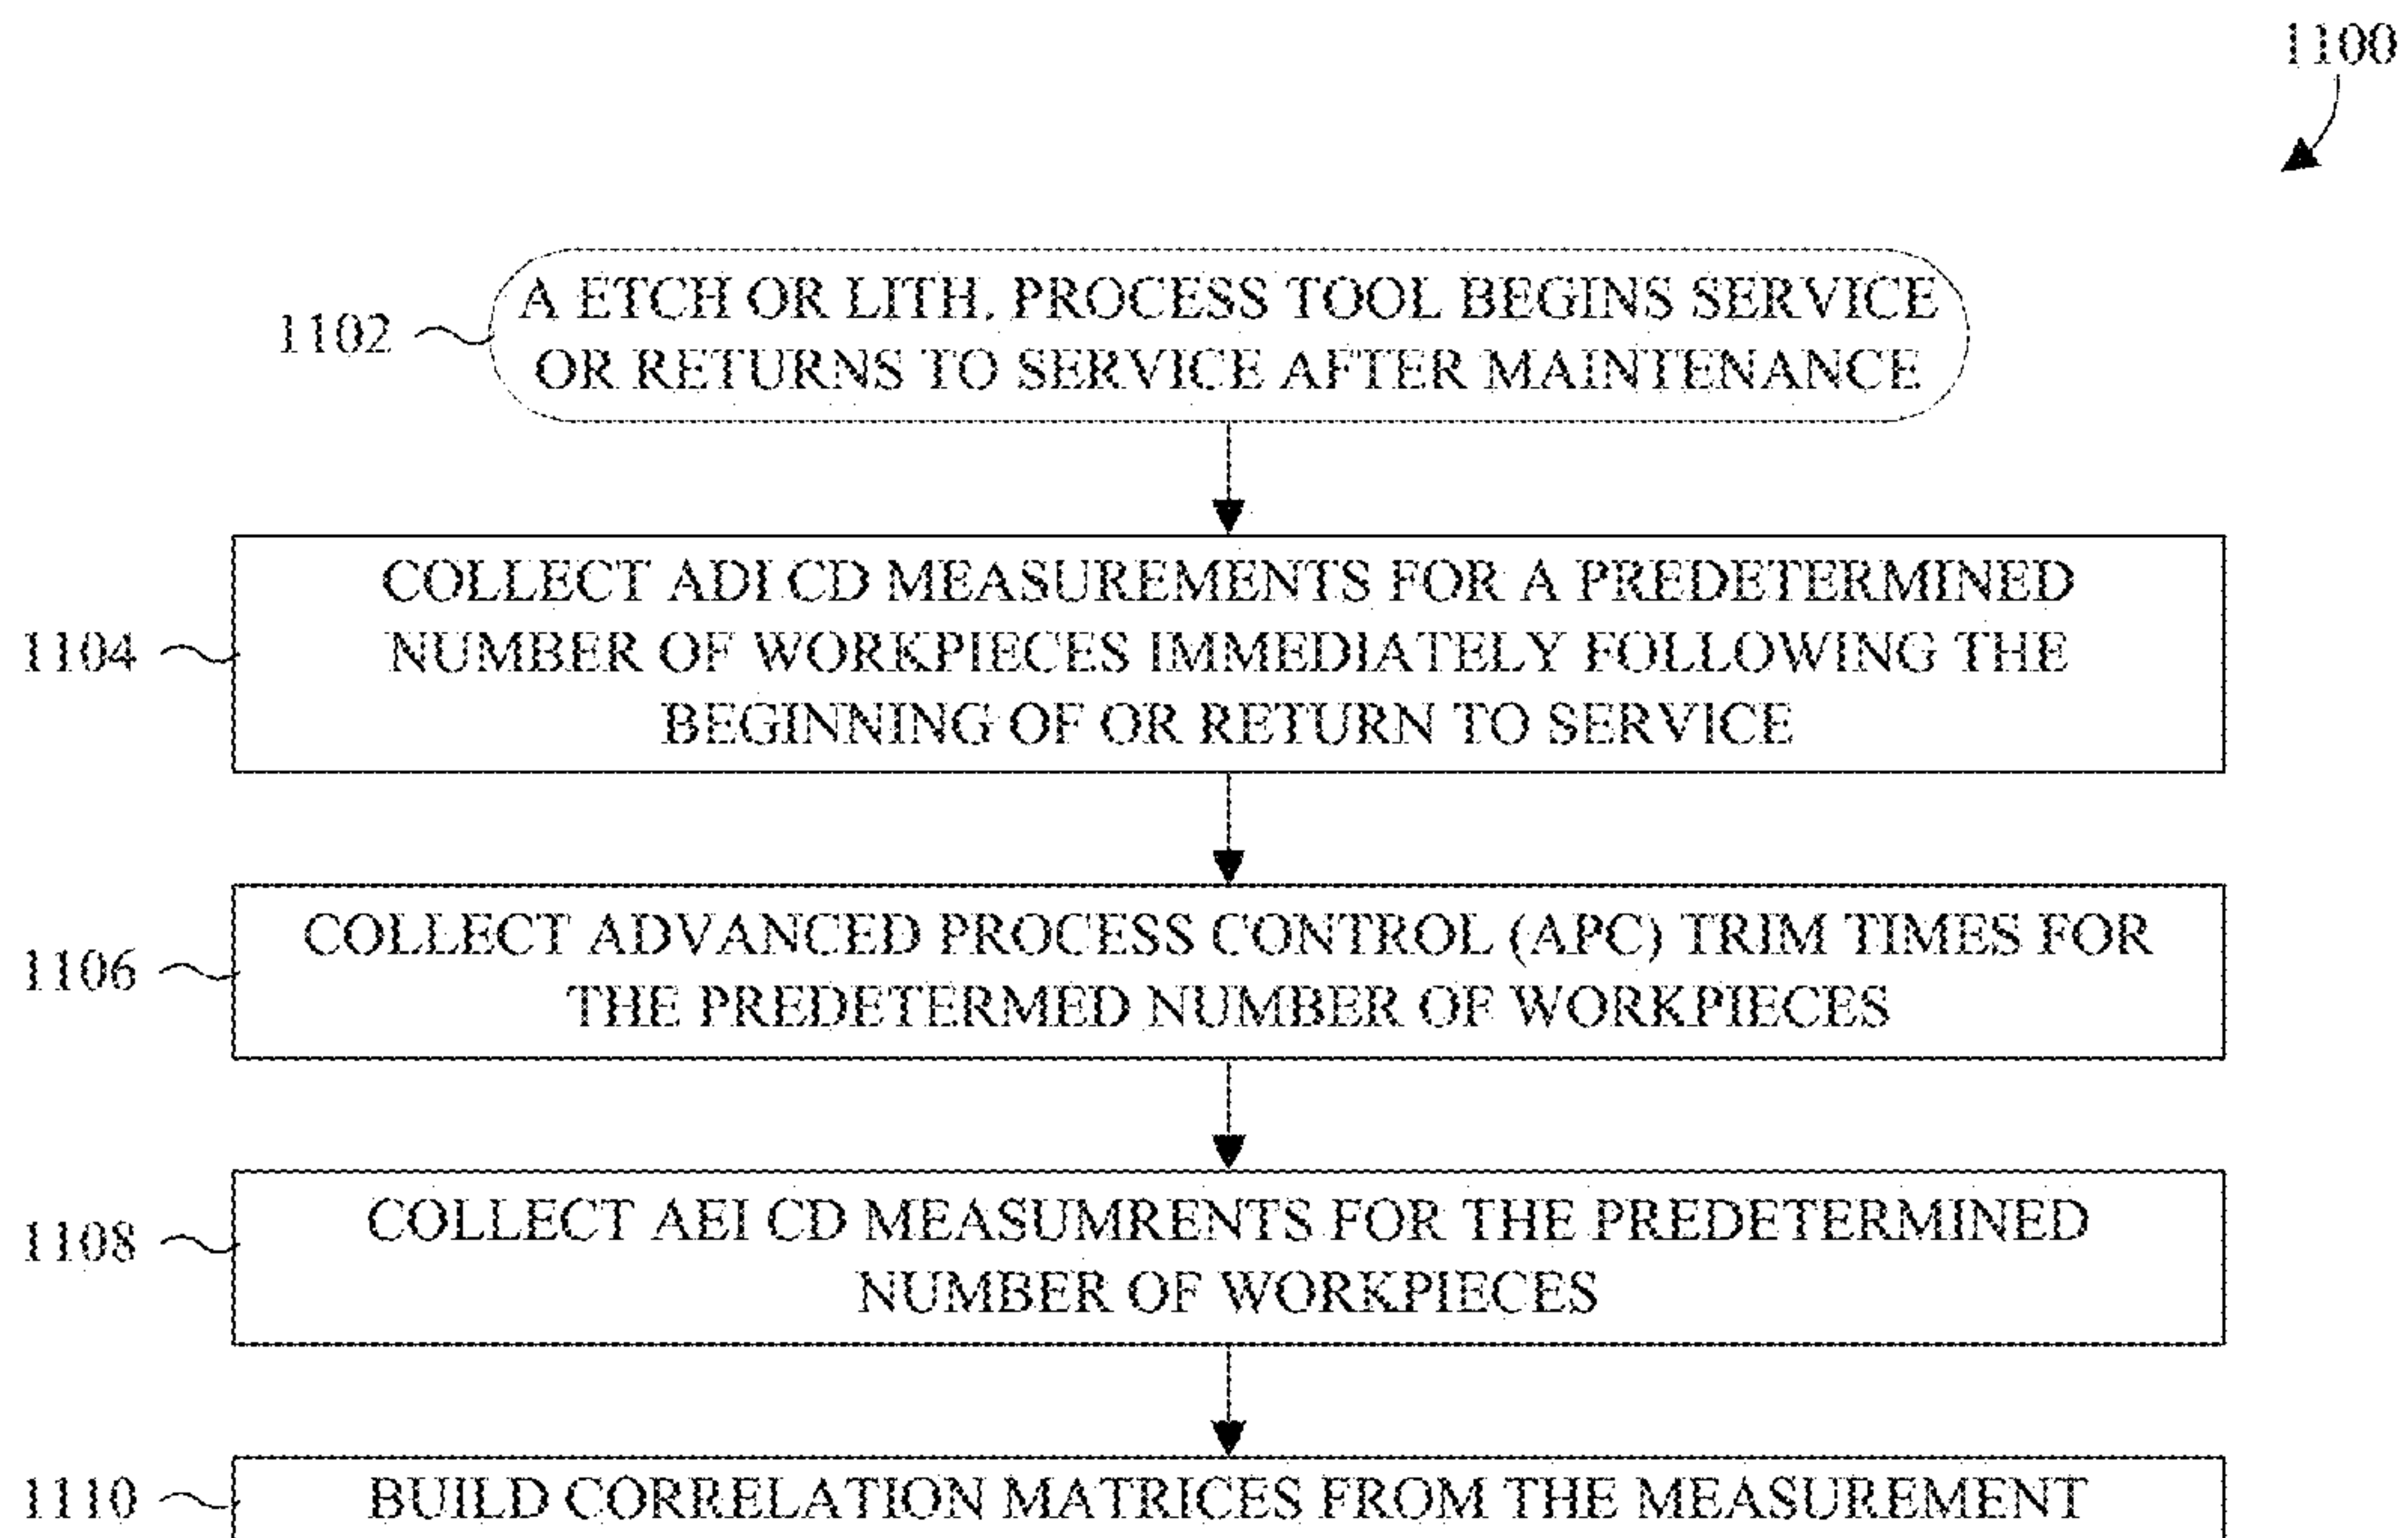 1100
1102
A ETCH OR LITH. PROCESS TOOL BEGINS SERVICE
OR RETURNS TO SERVICE AFTER MAINTENANCE
1104
COLLECT ADI CD MEASUREMENTS FOR A PREDETERMINED
NUMBER OF WORKPIECES IMMEDIATELY FOLLOWING THE
BEGINNING OF OR RETURN TO SERVICE
1106
COLLECT ADVANCED PROCESS CONTROL (APC) TRIM TIMES FOR
THE PREDETERMED NUMBER OF WORKPIECES
1108
COLLECT AEI CD MEASUMRENTS FOR THE PREDETERMINED
NUMBER OF WORKPIECES
1110
BUILD CORRELATION MATRICES FROM THE MEASUREMENT